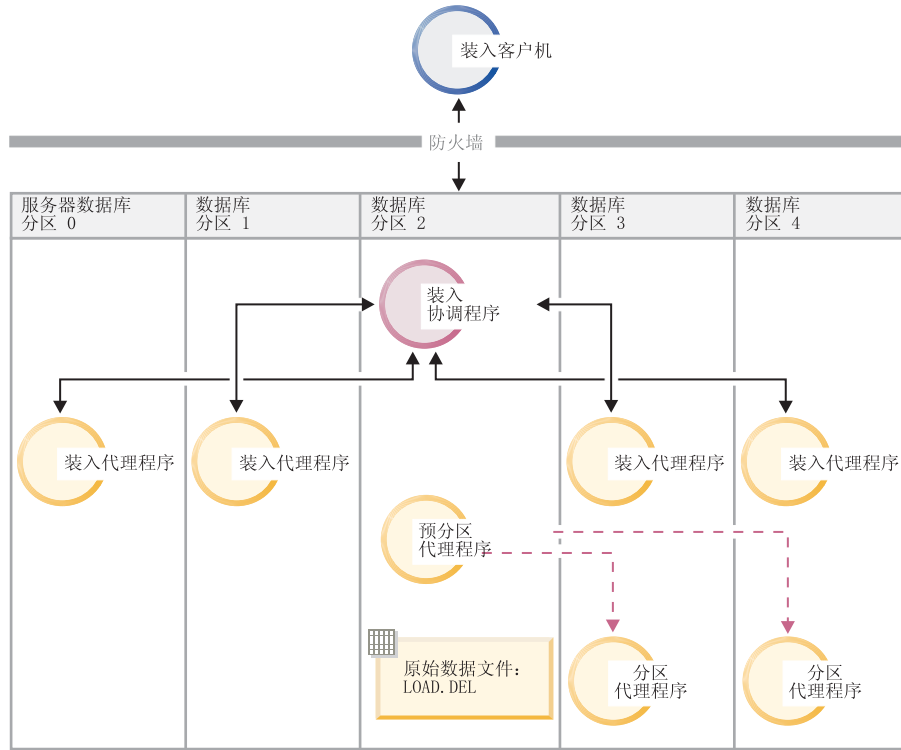 装入客户机
防火墙
服务器数据库
分区 0
数据库
分区 1
数据库
分区 2
数据库
分区 3
数据库
分区 4
装入
协调程序
装入代理程序
装入代理程序
装入代理程序
装入代理程序
预分区
代理程序
原始数据文件：
LOAD.DEL
分区
代理程序
分区
代理程序